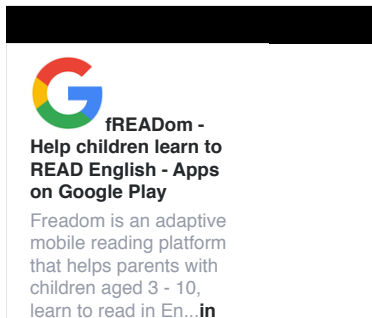 fREADom -
Help children learn to
READ English - Apps
on Google Play
Freadom is an adaptive
mobile reading platform
that helps parents with
children aged 3 - 10,
learn to read in En...in